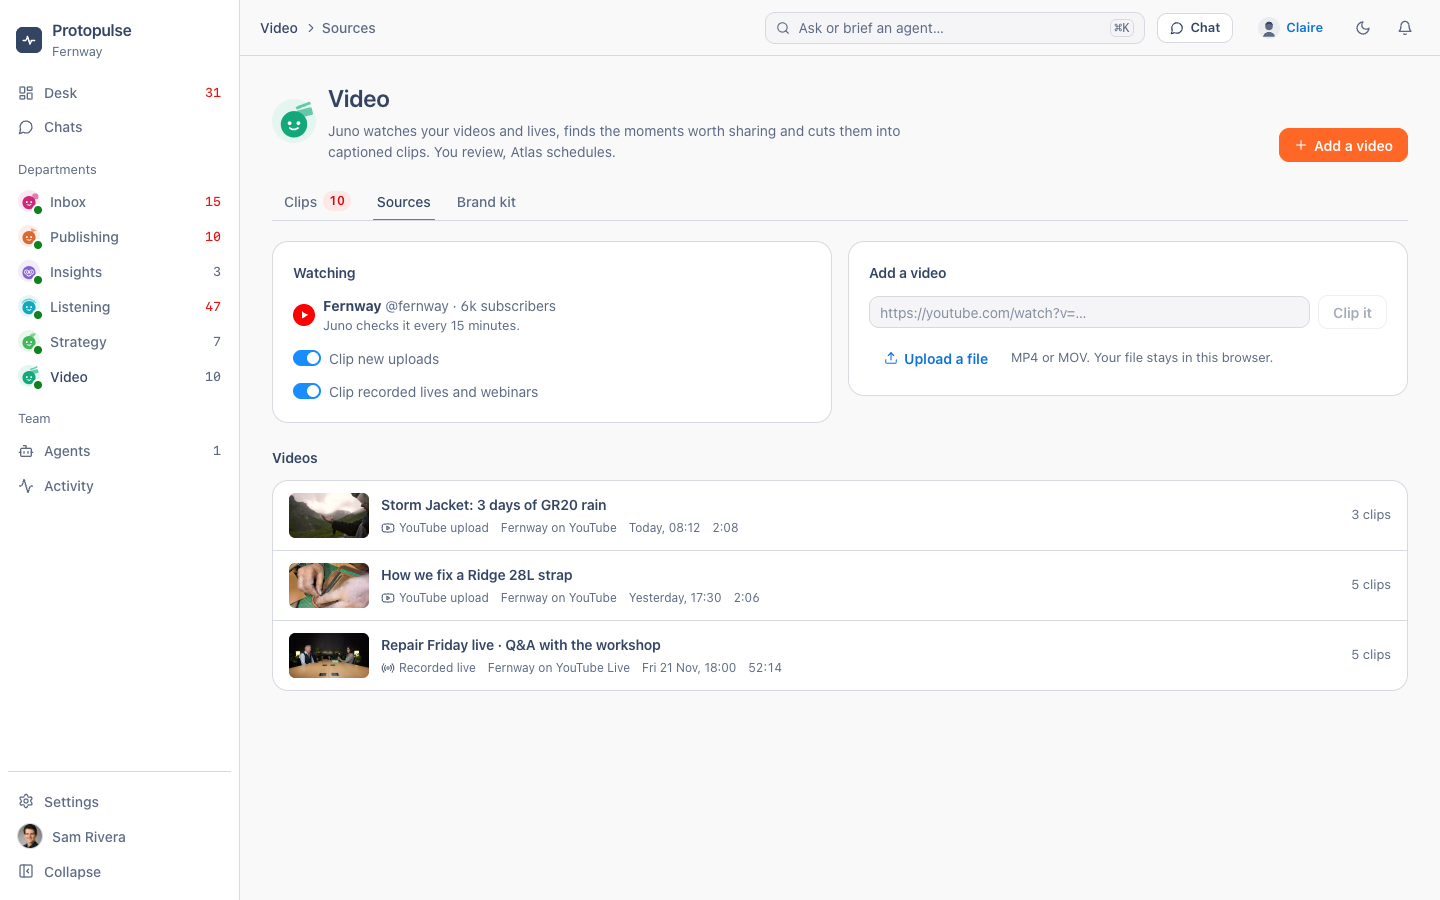 Protopulse
Fernway
Desk 31
Chats
Departments
Inbox 15
Publishing 10
Insights 3
Listening 47
Strategy 7
Video 10
Team
Agents 1
Activity
Settings
Sam Rivera
Collapse
Video > Sources
Ask or brief an agent... ⌘K
Chat
Claire
Video
Juno watches your videos and lives, finds the moments worth sharing and cuts them into
captioned clips. You review, Atlas schedules.
+ Add a video
Clips 10
Sources
Brand kit
Watching
Fernway @fernway · 6k subscribers
Juno checks it every 15 minutes.
Clip new uploads
Clip recorded lives and webinars
Add a video
https://youtube.com/watch?v=...
Clip it
Upload a file
MP4 or MOV. Your file stays in this browser.
Videos
Storm Jacket: 3 days of GR20 rain
YouTube upload Fernway on YouTube Today, 08:12 2:08
3 clips
How we fix a Ridge 28L strap
YouTube upload Fernway on YouTube Yesterday, 17:30 2:06
5 clips
Repair Friday live · Q&A with the workshop
Recorded live Fernway on YouTube Live Fri 21 Nov, 18:00 52:14
5 clips